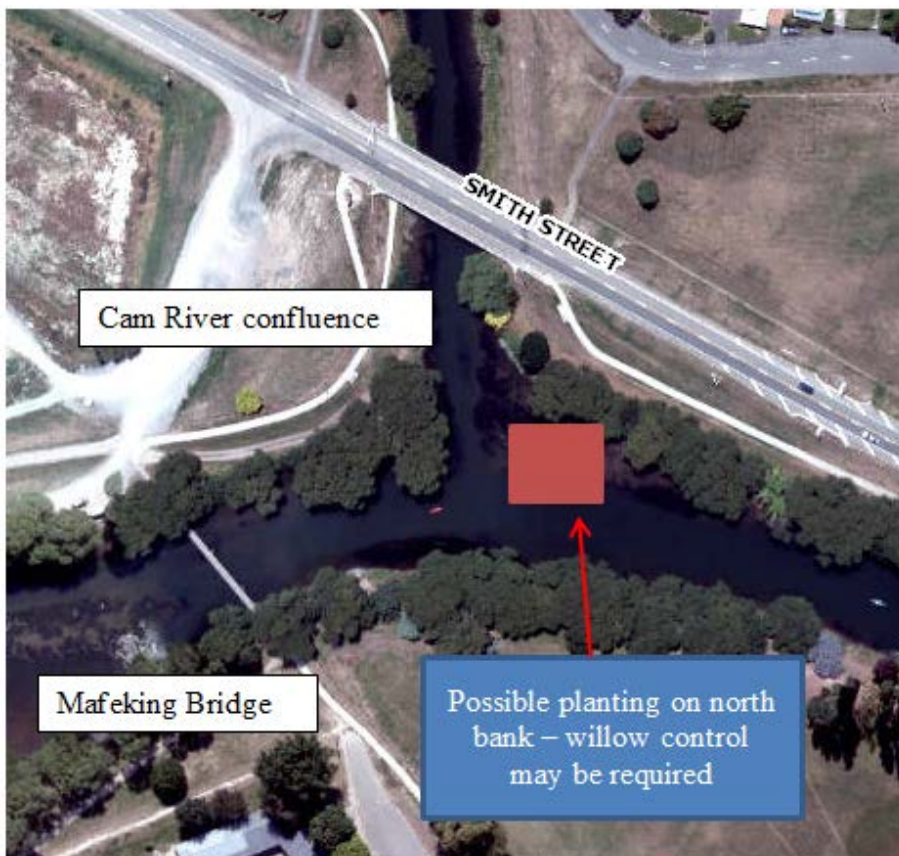 SMITH STREET
Cam River confluence
Mafeking Bridge
Possible planting on north
bank – willow control
may be required